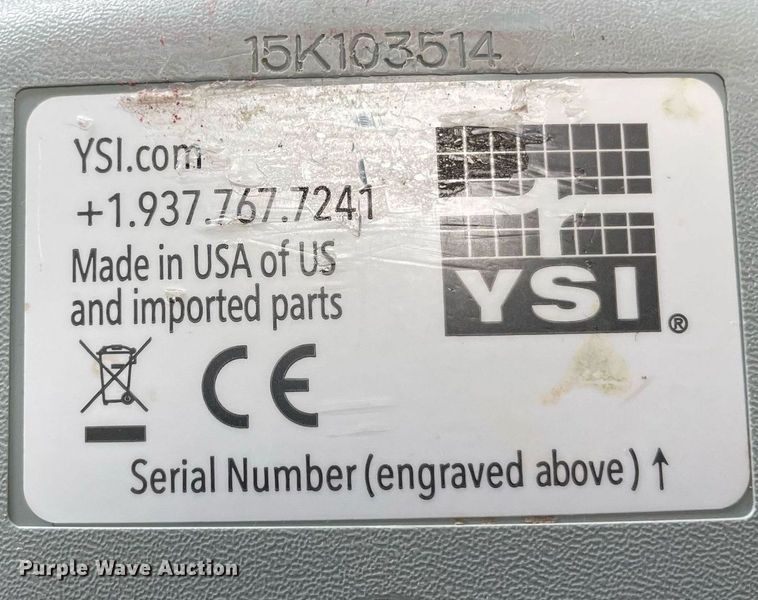 15K103514
YSI.com
+1.937.767.7241
Made in USA of US
and imported parts
YSI ®
CE
Serial Number (engraved above) ↑
Purple Wave Auction